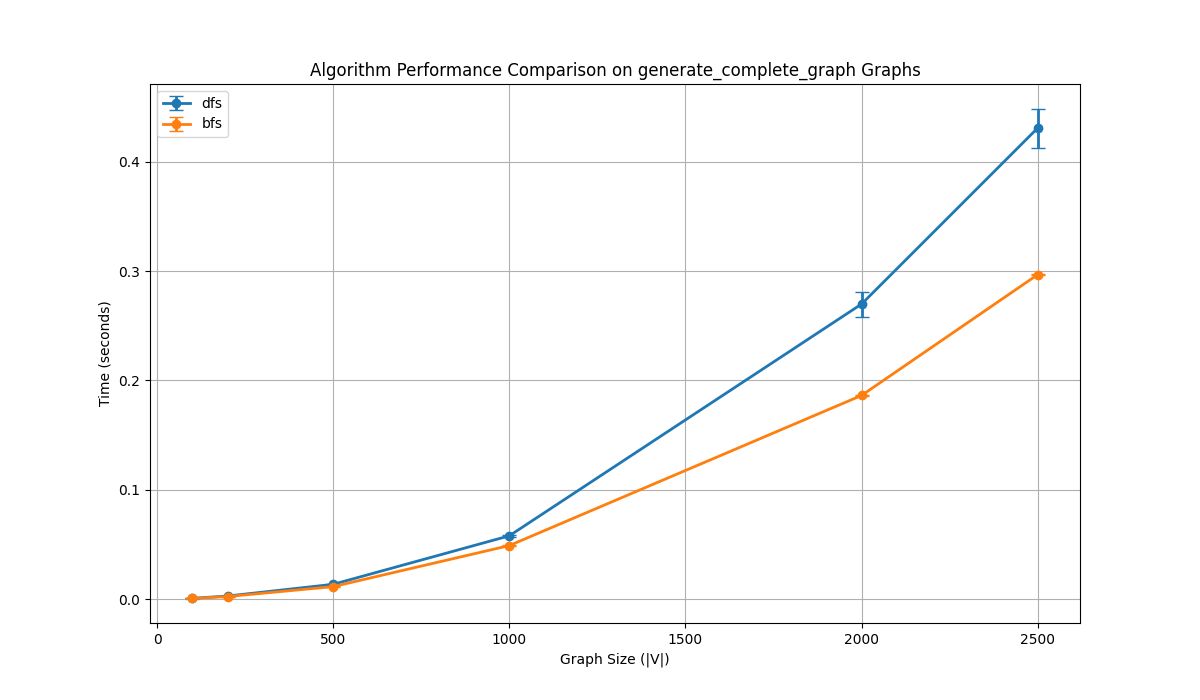 Algorithm Performance Comparison on generate_complete_graph Graphs
dfs
bfs
Time (seconds)
0.4
0.3
0.2
0.1
0.0
0 500 1000 1500 2000 2500
Graph Size (|V|)